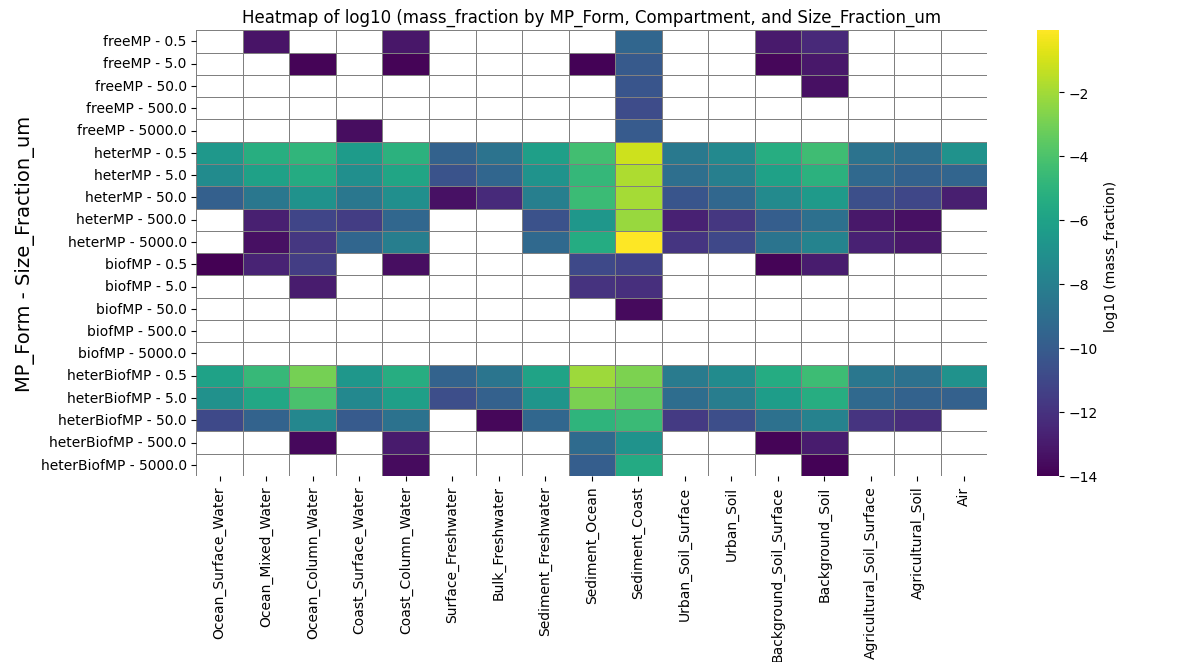 Heatmap of log10 (mass_fraction by MP_Form, Compartment, and Size_Fraction_um
MP_Form - Size_Fraction_um
freeMP - 0.5
freeMP - 5.0
freeMP - 50.0
freeMP - 500.0
freeMP - 5000.0
heterMP - 0.5
heterMP - 5.0
heterMP - 50.0
heterMP - 500.0
heterMP - 5000.0
biofMP - 0.5
biofMP - 5.0
biofMP - 50.0
biofMP - 500.0
biofMP - 5000.0
heterBiofMP - 0.5
heterBiofMP - 5.0
heterBiofMP - 50.0
heterBiofMP - 500.0
heterBiofMP - 5000.0
Ocean_Surface_Water
Ocean_Mixed_Water
Ocean_Column_Water
Coast_Surface_Water
Coast_Column_Water
Surface_Freshwater
Bulk_Freshwater
Sediment_Freshwater
Sediment_Ocean
Sediment_Coast
Urban_Soil_Surface
Urban_Soil
Background_Soil_Surface
Background_Soil
Agricultural_Soil_Surface
Agricultural_Soil
Air
−2
−4
−6
−8
−10
−12
−14
log10 (mass_fraction)